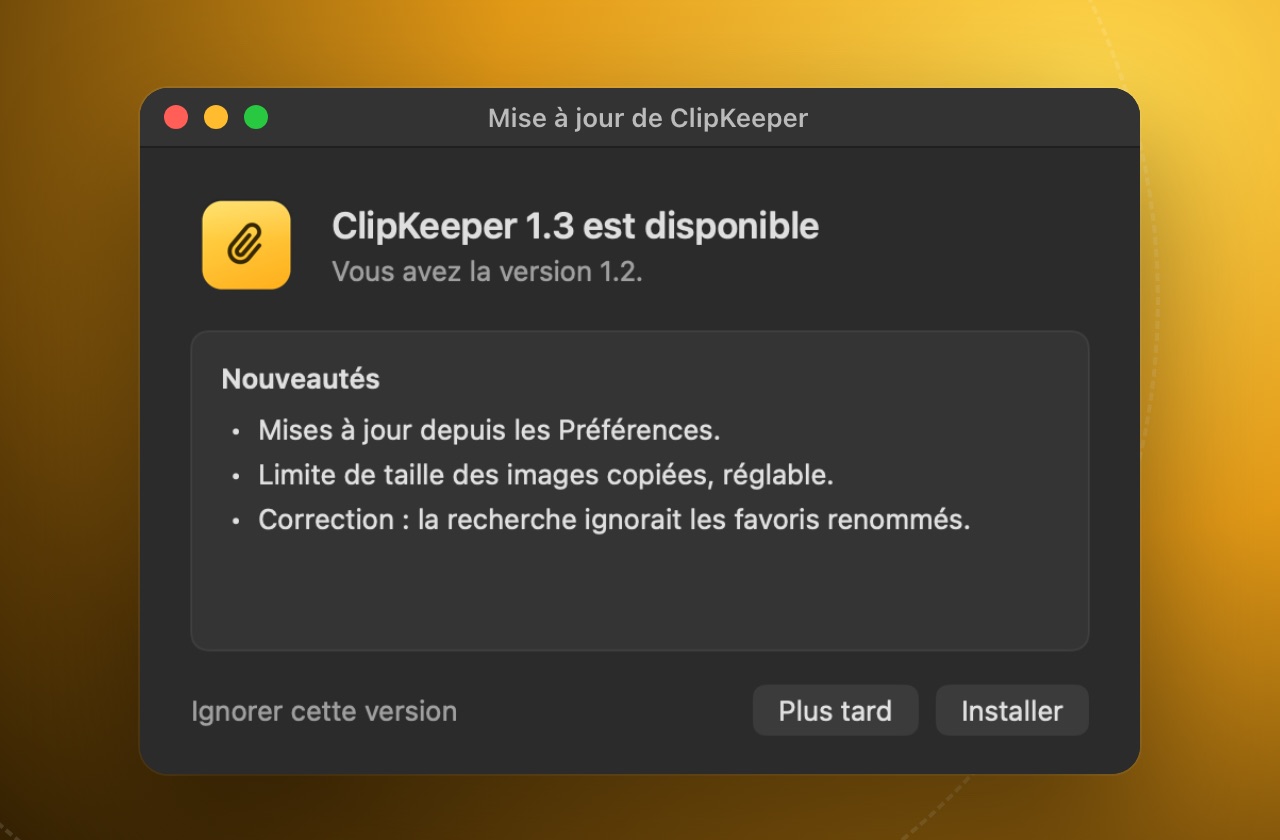 Mise à jour de ClipKeeper
ClipKeeper 1.3 est disponible
Vous avez la version 1.2.
Nouveautés
• Mises à jour depuis les Préférences.
• Limite de taille des images copiées, réglable.
• Correction : la recherche ignorait les favoris renommés.
Ignorer cette version
Plus tard
Installer